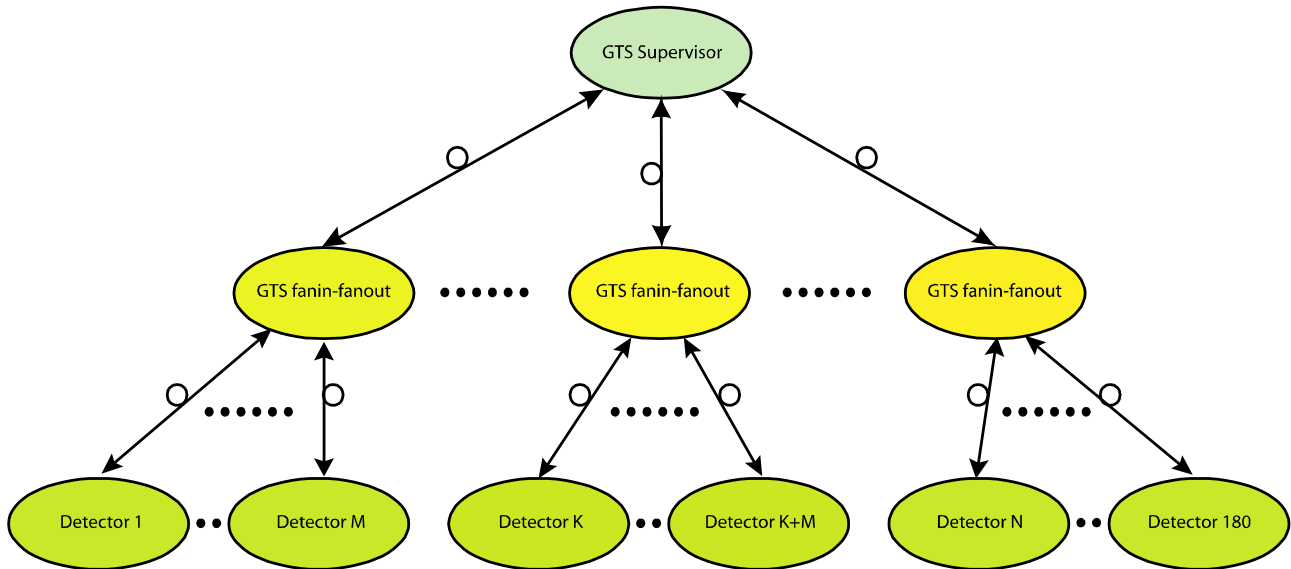 GTS Supervisor
GTS fanin-fanout
GTS fanin-fanout
GTS fanin-fanout
Detector 1
Detector M
Detector K
Detector K+M
Detector N
Detector 180